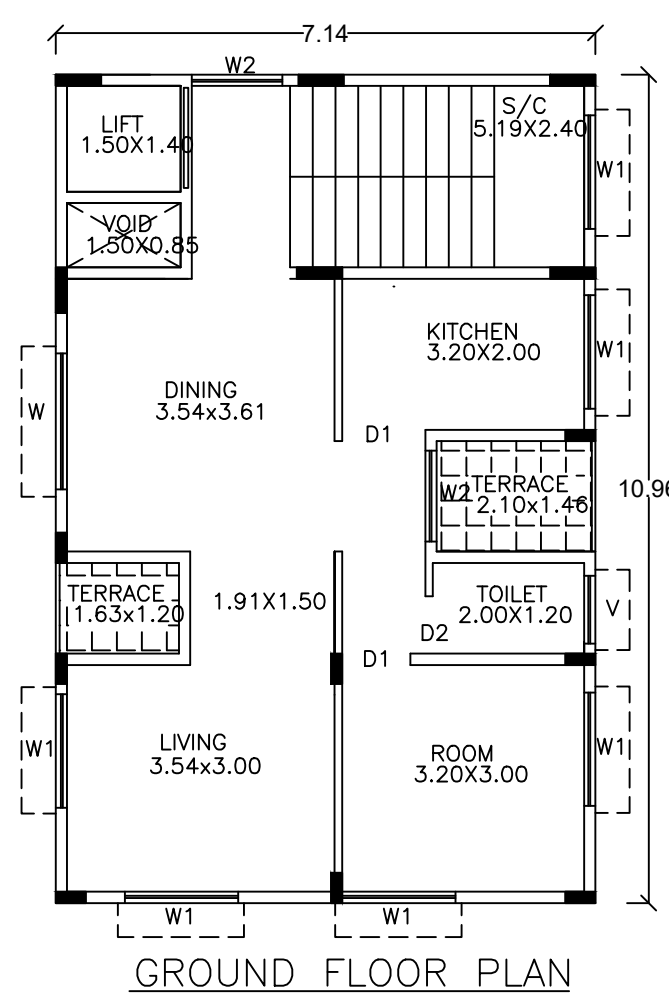 7.14
W2
LIFT
1.50X1.40
S/C
5.19X2.40
W1
VOID
1.50X0.85
KITCHEN
3.20X2.00
W1
DINING
3.54x3.61
W
D1
W2
TERRACE
2.10x1.46
10.96
TERRACE
1.63x1.20
1.91X1.50
TOILET
2.00X1.20
V
D2
D1
LIVING
3.54x3.00
W1
ROOM
3.20X3.00
W1
W1
W1
GROUND FLOOR PLAN